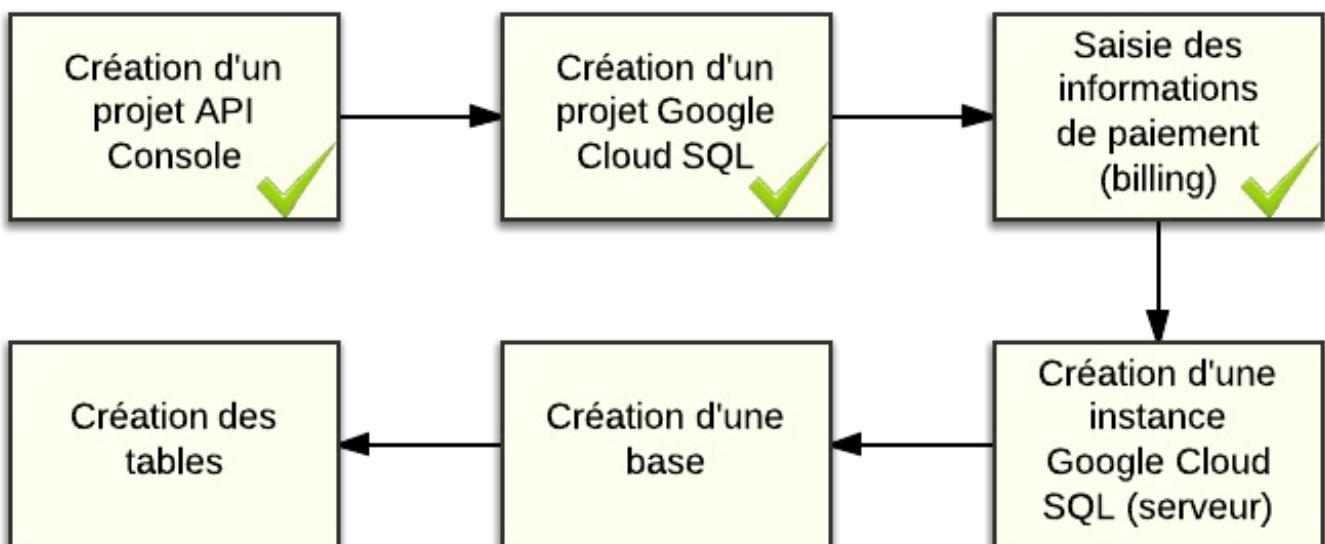 Création d'un
projet API
Console
Création d'un
projet Google
Cloud SQL
Saisie des
informations
de paiement
(billing)
Création d'une
instance
Google Cloud
SQL (serveur)
Création d'une
base
Création des
tables